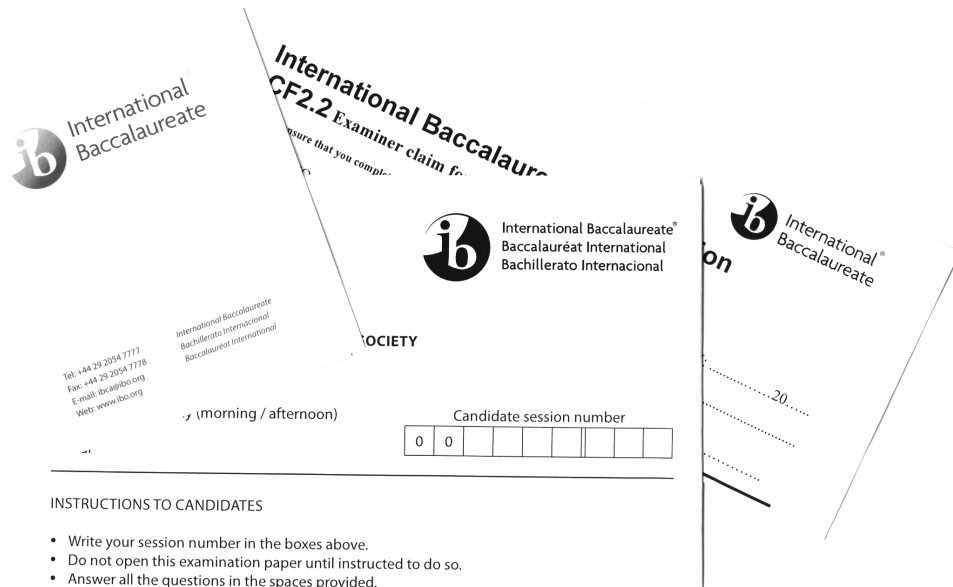 International
Baccalaureate
Tel: +44 29 2054 7777
Fax: +44 29 2054 7778
E-mail: ibca@ibo.org
Web: www.ibo.org
International Baccalaureate
Bachillerato Internacional
Baccalauréat International
International Baccalaure
CF2.2 Examiner claim fo
nsure that you comple
ib
International Baccalaureate®
Baccalauréat International
Bachillerato Internacional
OCIETY
(morning / afternoon)
Candidate session number
0 0
INSTRUCTIONS TO CANDIDATES
• Write your session number in the boxes above.
• Do not open this examination paper until instructed to do so.
• Answer all the questions in the spaces provided.
ib
International
Baccalaureate®
on
20